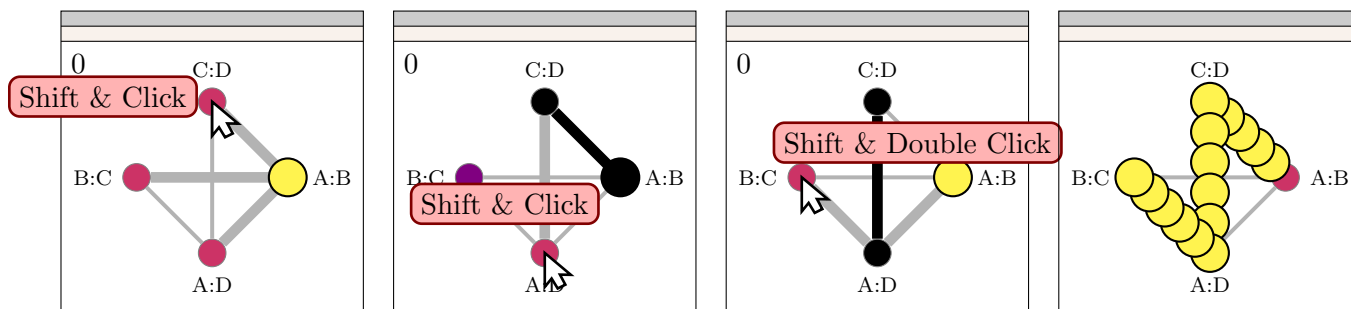 0
C:D
Shift & Click
B:C
A:B
A:D
0
C:D
B:C
A:B
Shift & Click
A:D
0
C:D
Shift & Double Click
B:C
A:B
A:D
C:D
B:C
A:B
A:D